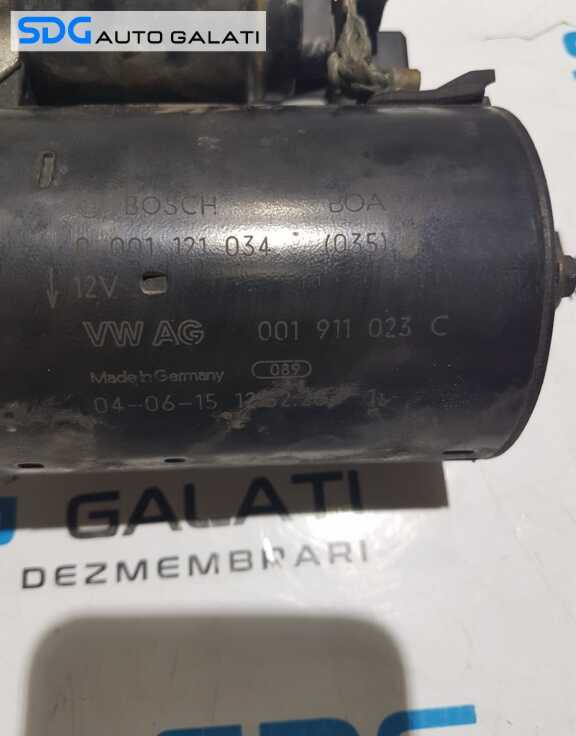 SDG AUTO GALATI
BOSCH BOA
0 001 121 034 (035)
12V
VW AG 001 911 023 C
Made in Germany 089
04-06-15
GALATI
DEZMEMBRARI